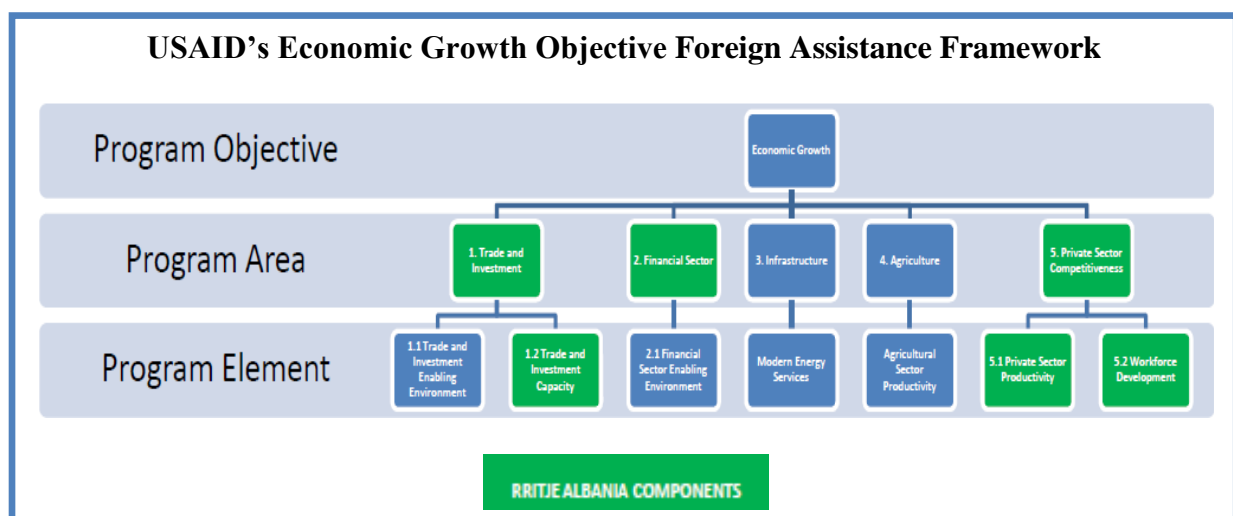 USAID's Economic Growth Objective Foreign Assistance Framework
Program Objective
Economic Growth
Program Area
1. Trade and
Investment
2. Financial Sector
3. Infrastructure
4. Agriculture
5. Private Sector
Competitiveness
Program Element
1.1 Trade and
Investment
Enabling
Environment
1.2 Trade and
Investment
Capacity
2.1 Financial
Sector Enabling
Environment
Modern Energy
Services
Agricultural
Sector
Productivity
5.1 Private Sector
Productivity
5.2 Workforce
Development
RRITJE ALBANIA COMPONENTS